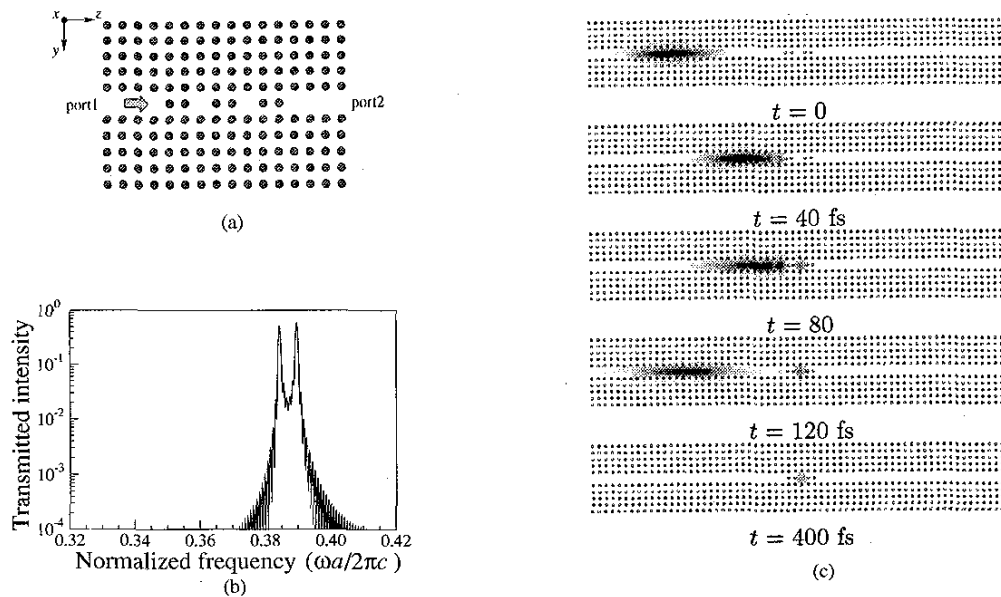 x
z
y
port1
port2
(a)
Transmitted intensity
10^0
10^-1
10^-2
10^-3
10^-4
0.32
0.34
0.36
0.38
0.40
0.42
Normalized frequency (ωa/2πc)
(b)
t = 0
t = 40 fs
t = 80
t = 120 fs
t = 400 fs
(c)